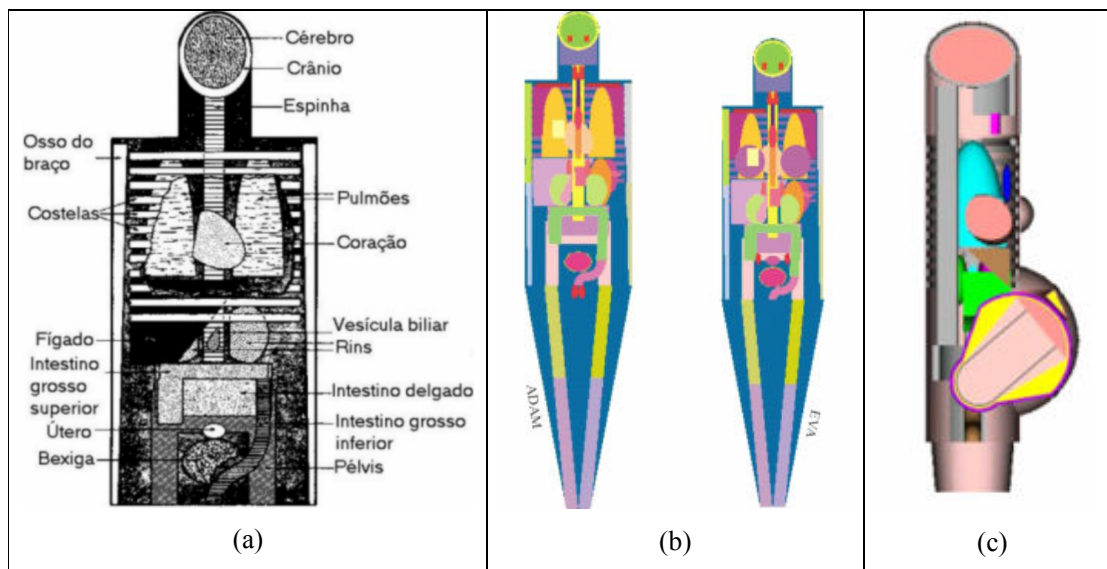 Cérebro
Crânio
Espinha
Osso do
braço
Costelas
Pulmões
Coração
Fígado
Vesícula biliar
Rins
Intestino
grosso
superior
Intestino delgado
Útero
Intestino grosso
inferior
Bexiga
Pélvis
(a)
ADAM
EVA
(b)
(c)